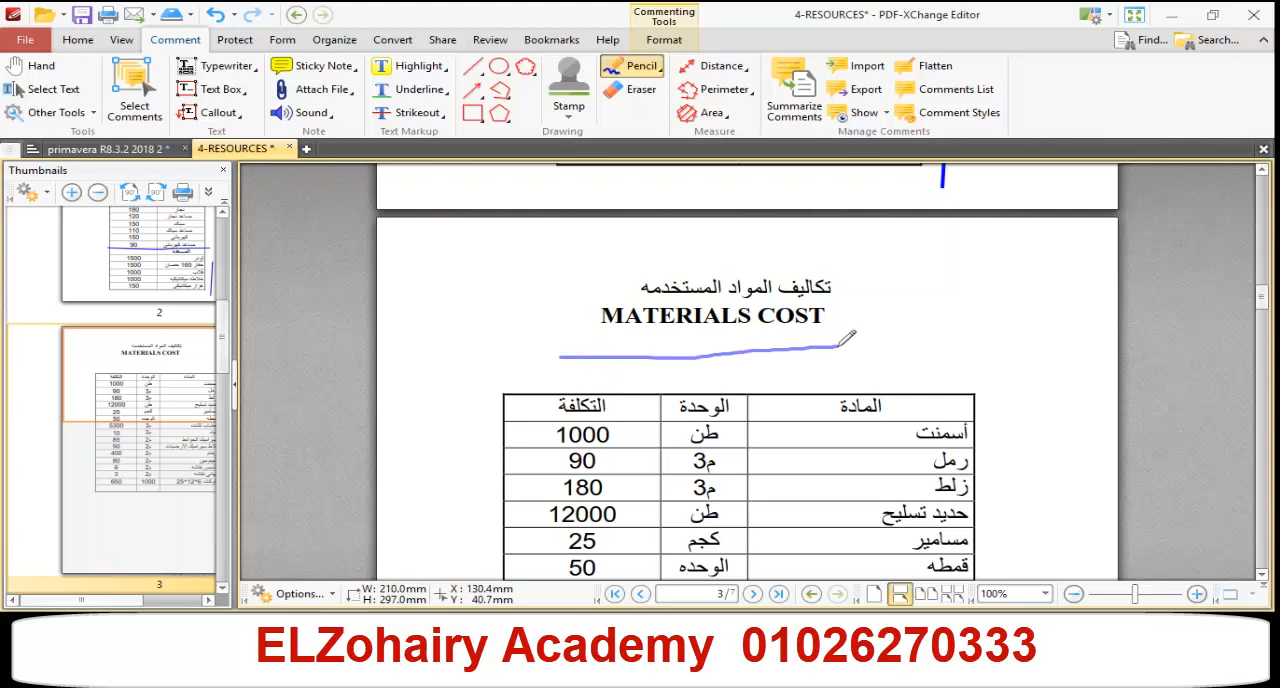 Commenting
Tools
4-RESOURCES* - PDF-XChange Editor
File Home View Comment Protect Form Organize Convert Share Review Bookmarks Help Format Find... Search...
Hand
Select Text
Other Tools
Tools
Select
Comments
Typewriter
Text Box
Callout
Text
Sticky Note
Attach File
Sound
Note
Highlight
Underline
Strikeout
Text Markup
Drawing
Stamp
Pencil
Eraser
Distance
Perimeter
Area
Measure
Summarize
Comments
Import
Export
Show
Flatten
Comments List
Comment Styles
Manage Comments
primavera R8.3.2 2018 2 *
4-RESOURCES *
Thumbnails
2
3
تكاليف المواد المستخدمه
MATERIALS COST
المادة الوحدة التكلفة
أسمنت طن 1000
رمل م3 90
زلط م3 180
حديد تسليح طن 12000
مسامير كجم 25
قمطه الوحده 50
Options...
W: 210.0mm
H: 297.0mm
X: 130.4mm
Y: 40.7mm
3 / 7
100%
ELZohairy Academy 01026270333